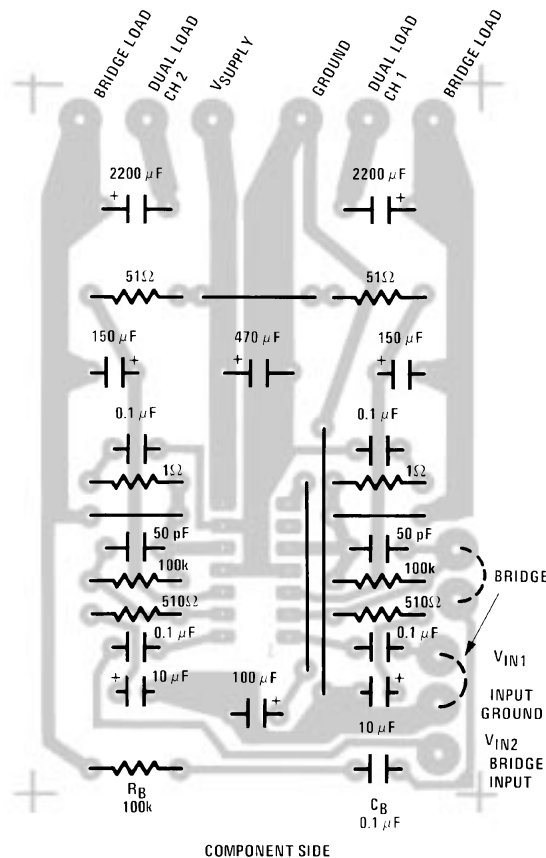 BRIDGE LOAD
DUAL LOAD
CH 2
VSUPPLY
GROUND
DUAL LOAD
CH 1
BRIDGE LOAD
2200 μF
2200 μF
+
+
51Ω
51Ω
150 μF
470 μF
150 μF
+
+
+
0.1 μF
0.1 μF
1Ω
1Ω
50 pF
50 pF
100k
100k
BRIDGE
510Ω
510Ω
0.1 μF
0.1 μF
VIN1
+
10 μF
100 μF
+
+
INPUT
GROUND
10 μF
VIN2
BRIDGE
INPUT
RB
100k
CB
0.1 μF
COMPONENT SIDE